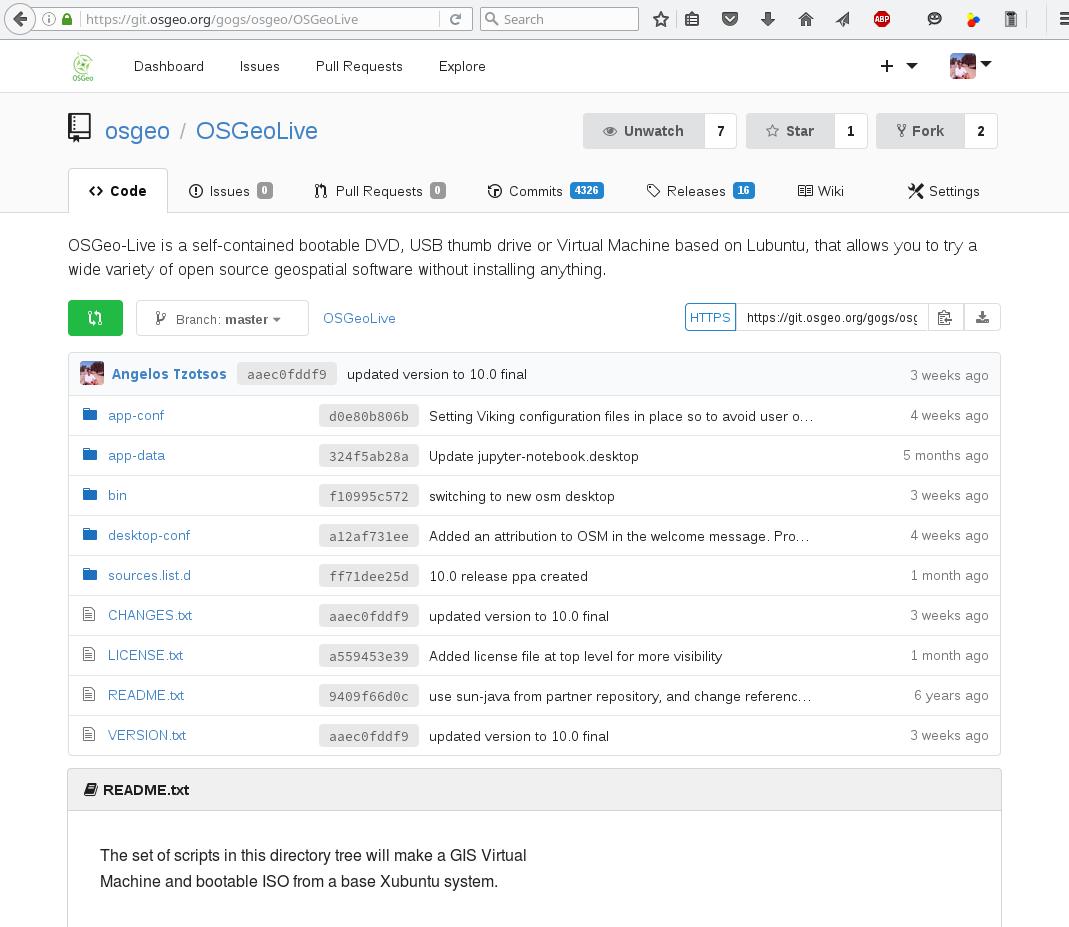 https://git.osgeo.org/gogs/osgeo/OSGeoLive
Search
ABP
OSGeo
Dashboard Issues Pull Requests Explore
osgeo / OSGeoLive
Unwatch 7 Star 1 Fork 2
Code Issues 0 Pull Requests 0 Commits 4326 Releases 16 Wiki Settings
OSGeo-Live is a self-contained bootable DVD, USB thumb drive or Virtual Machine based on Lubuntu, that allows you to try a
wide variety of open source geospatial software without installing anything.
Branch: master OSGeoLive HTTPS https://git.osgeo.org/gogs/osg
Angelos Tzotsos aaec0fddf9 updated version to 10.0 final 3 weeks ago
app-conf d0e80b806b Setting Viking configuration files in place so to avoid user o... 4 weeks ago
app-data 324f5ab28a Update jupyter-notebook.desktop 5 months ago
bin f10995c572 switching to new osm desktop 3 weeks ago
desktop-conf a12af731ee Added an attribution to OSM in the welcome message. Pro... 4 weeks ago
sources.list.d ff71dee25d 10.0 release ppa created 1 month ago
CHANGES.txt aaec0fddf9 updated version to 10.0 final 3 weeks ago
LICENSE.txt a559453e39 Added license file at top level for more visibility 1 month ago
README.txt 9409f66d0c use sun-java from partner repository, and change referenc... 6 years ago
VERSION.txt aaec0fddf9 updated version to 10.0 final 3 weeks ago
README.txt
The set of scripts in this directory tree will make a GIS Virtual
Machine and bootable ISO from a base Xubuntu system.